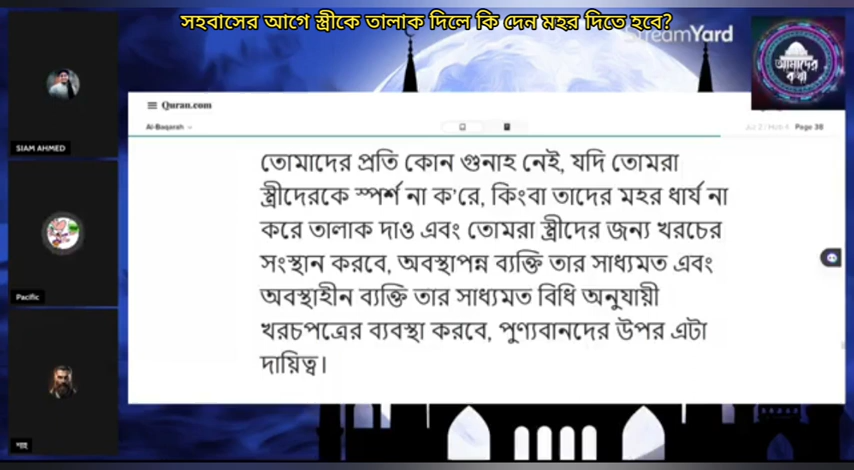 সহবাসের আগে স্ত্রীকে তালাক দিলে কি দেন মহর দিতে হবে?
StreamYard
আমাদের
কথা
Quran.com
Al-Baqarah
Page 38
তোমাদের প্রতি কোন গুনাহ নেই, যদি তোমরা
স্ত্রীদেরকে স্পর্শ না ক'রে, কিংবা তাদের মহর ধার্য না
করে তালাক দাও এবং তোমরা স্ত্রীদের জন্য খরচের
সংস্থান করবে, অবস্থাপন্ন ব্যক্তি তার সাধ্যমত এবং
অবস্থাহীন ব্যক্তি তার সাধ্যমত বিধি অনুযায়ী
খরচপত্রের ব্যবস্থা করবে, পুণ্যবানদের উপর এটা
দায়িত্ব।
SIAM AHMED
Pacific